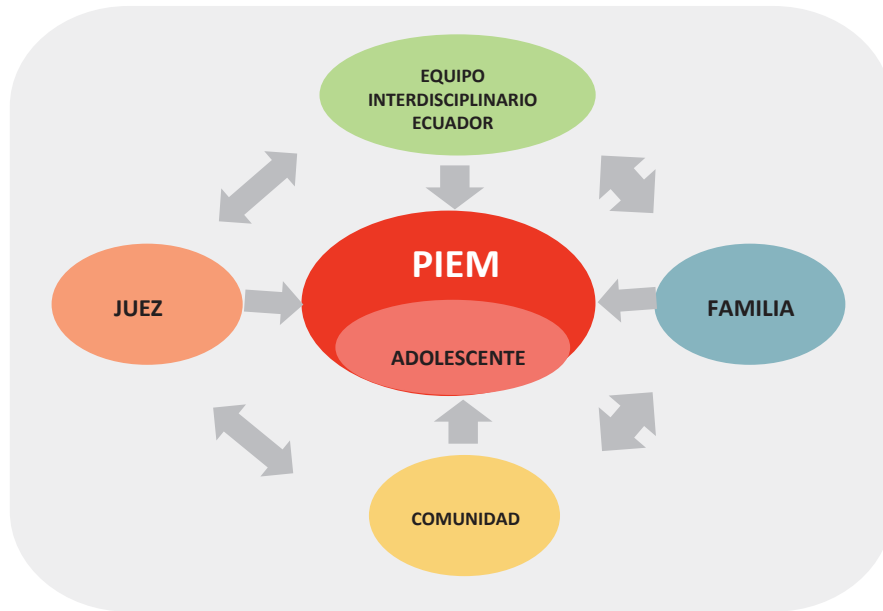 EQUIPO
INTERDISCIPLINARIO
ECUADOR
PIEM
JUEZ
FAMILIA
ADOLESCENTE
COMUNIDAD